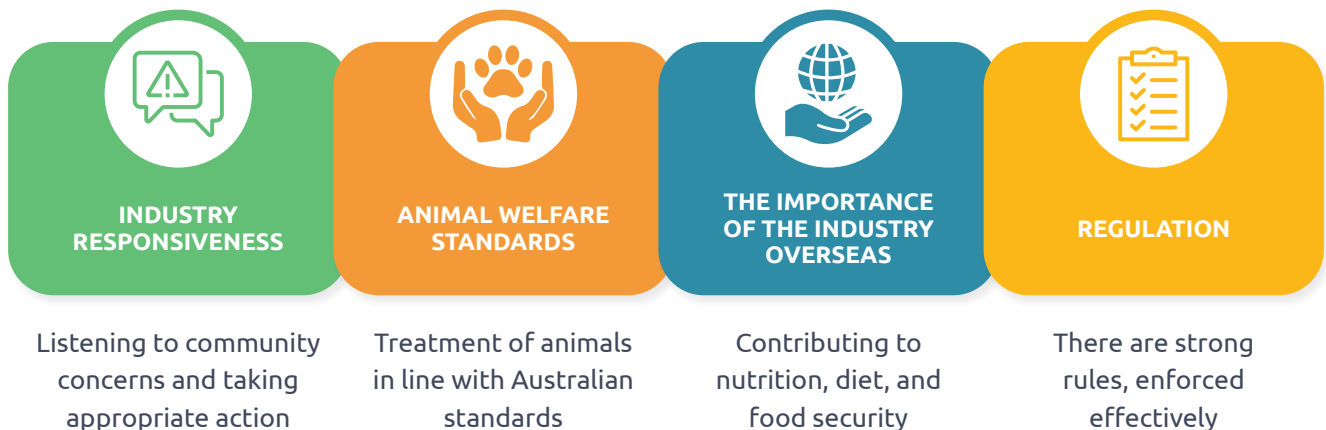 INDUSTRY
RESPONSIVENESS
Listening to community
concerns and taking
appropriate action
ANIMAL WELFARE
STANDARDS
Treatment of animals
in line with Australian
standards
THE IMPORTANCE
OF THE INDUSTRY
OVERSEAS
Contributing to
nutrition, diet, and
food security
REGULATION
There are strong
rules, enforced
effectively